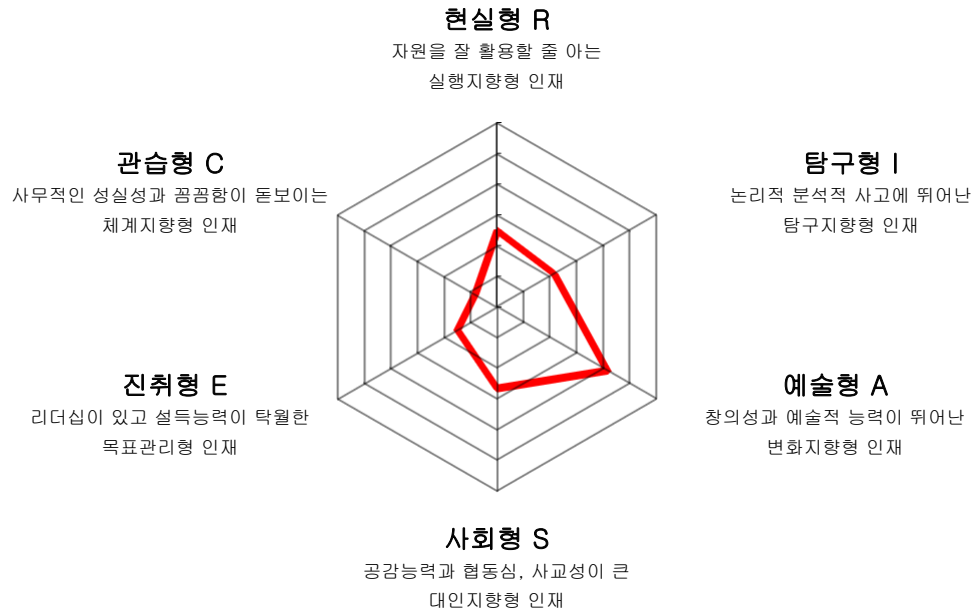 현실형 R
자원을 잘 활용할 줄 아는
실행지향형 인재
관습형 C
사무적인 성실성과 꼼꼼함이 돋보이는
체계지향형 인재
탐구형 I
논리적 분석적 사고에 뛰어난
탐구지향형 인재
진취형 E
리더십이 있고 설득능력이 탁월한
목표관리형 인재
예술형 A
창의성과 예술적 능력이 뛰어난
변화지향형 인재
사회형 S
공감능력과 협동심, 사교성이 큰
대인지향형 인재